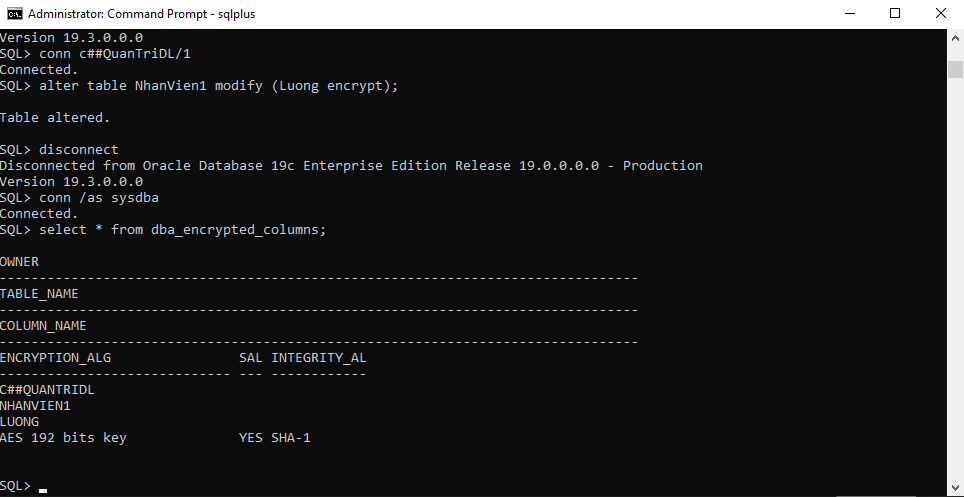 Administrator: Command Prompt - sqlplus
Version 19.3.0.0.0
SQL> conn c##QuanTriDL/1
Connected.
SQL> alter table NhanVien1 modify (Luong encrypt);
Table altered.
SQL> disconnect
Disconnected from Oracle Database 19c Enterprise Edition Release 19.0.0.0.0 - Production
Version 19.3.0.0.0
SQL> conn /as sysdba
Connected.
SQL> select * from dba_encrypted_columns;
OWNER
--------------------------------------------------------------------------------
TABLE_NAME
--------------------------------------------------------------------------------
COLUMN_NAME
--------------------------------------------------------------------------------
ENCRYPTION_ALG                SAL INTEGRITY_AL
----------------------------- --- ------------
C##QUANTRIDL
NHANVIEN1
LUONG
AES 192 bits key              YES SHA-1
SQL>